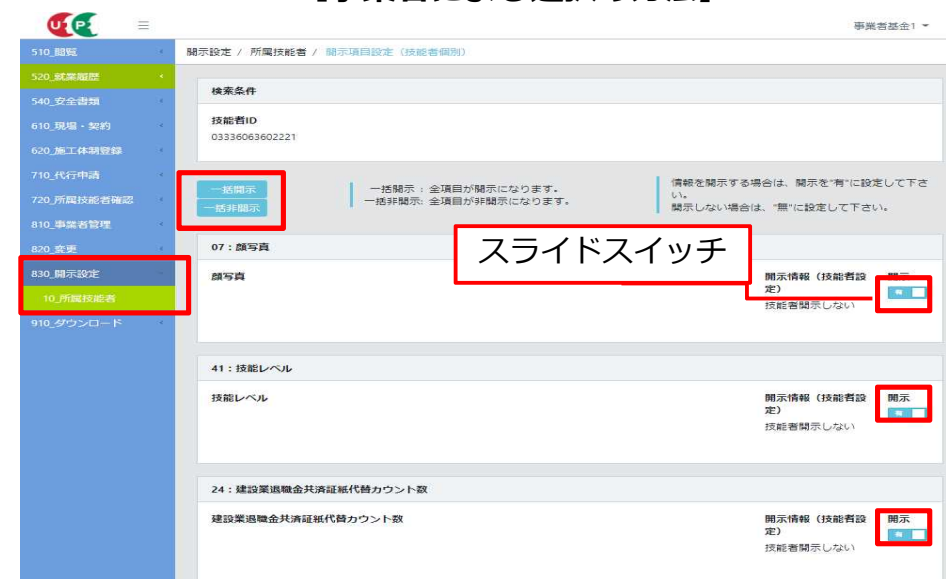 事業者基金1
510_閲覧
520_就業履歴
540_安全書類
610_現場・契約
620_施工体制登録
710_代行申請
720_所属技能者確認
810_事業者管理
820_変更
830_開示設定
10_所属技能者
910_ダウンロード
開示設定 / 所属技能者 / 開示項目設定（技能者個別）
検索条件
技能者ID
03336063602221
一括開示
一括非開示
一括開示 : 全項目が開示になります。
一括非開示: 全項目が非開示になります。
情報を開示する場合は、開示を"有"に設定して下さ
い。
開示しない場合は、"無"に設定して下さい。
スライドスイッチ
07 : 顔写真
顔写真
開示情報（技能者設
定）
技能者開示しない
有
41 : 技能レベル
技能レベル
開示情報（技能者設
定）
技能者開示しない
開示
有
24 : 建設業退職金共済証紙代替カウント数
建設業退職金共済証紙代替カウント数
開示情報（技能者設
定）
技能者開示しない
開示
有